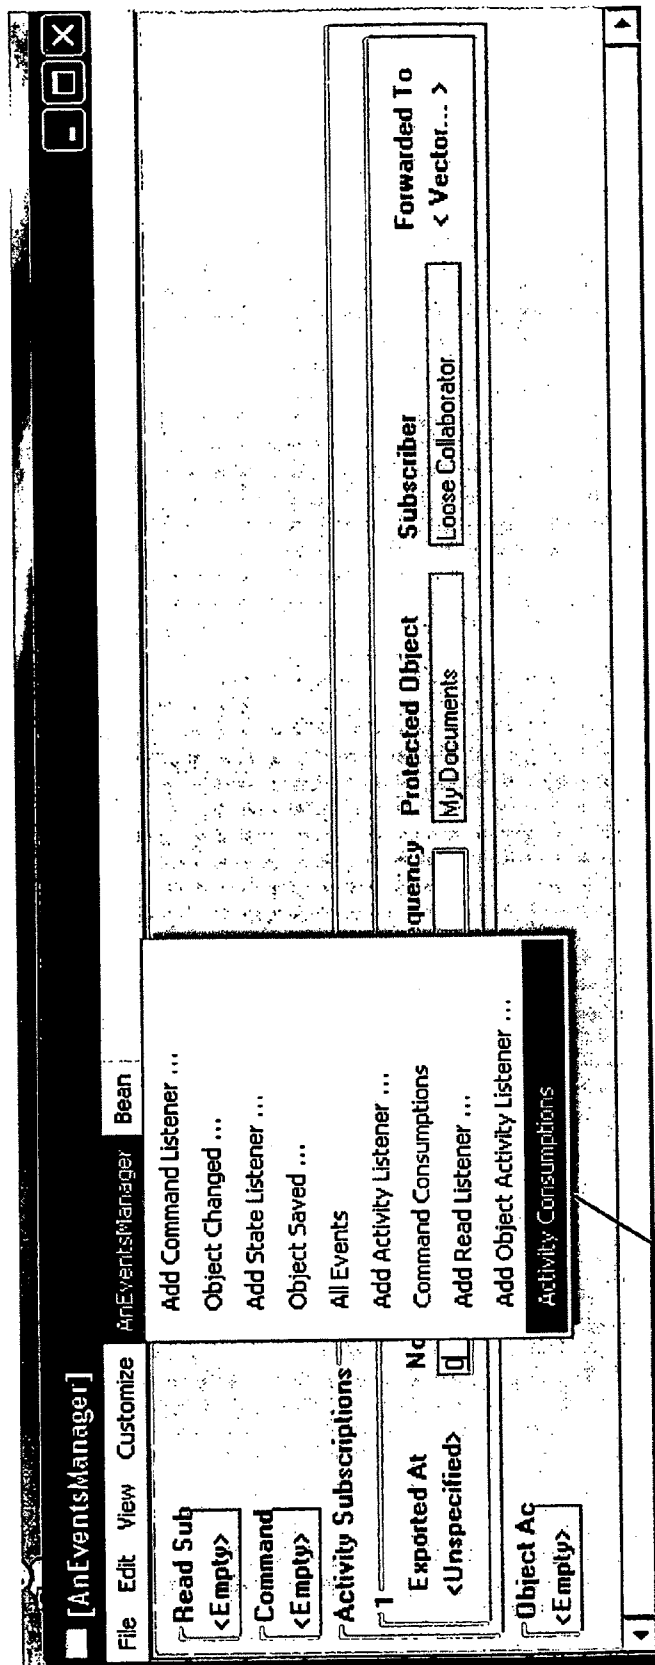 [AnEventsManager]
File Edit View Customize AnEventsManager Bean
Add Command Listener ...
Object Changed ...
Add State Listener ...
Object Saved ...
All Events
Add Activity Listener ...
Command Consumptions
Add Read Listener ...
Add Object Activity Listener ...
Activity Consumptions
Read Sub
<Empty>
Command
<Empty>
Activity Subscriptions
1
Exported At No equency Protected Object Subscriber Forwarded To
<Unspecified> d My Documents Loose Collaborator < Vector... >
Object Ac
<Empty>